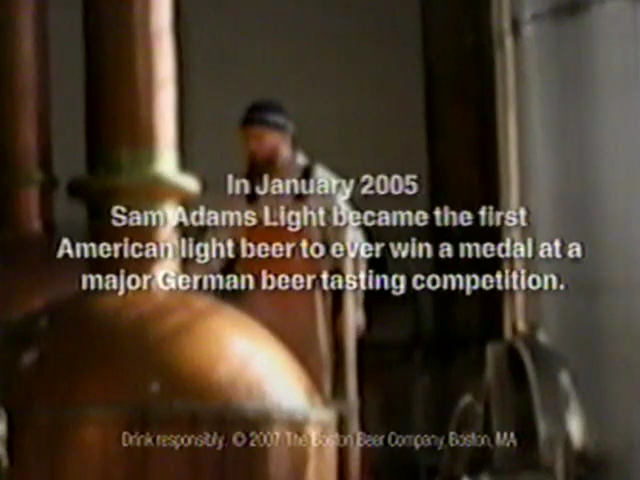 In January 2005
Sam Adams Light became the first
American light beer to ever win a medal at a
major German beer tasting competition.
Drink responsibly. © 2007 The Boston Beer Company, Boston, MA